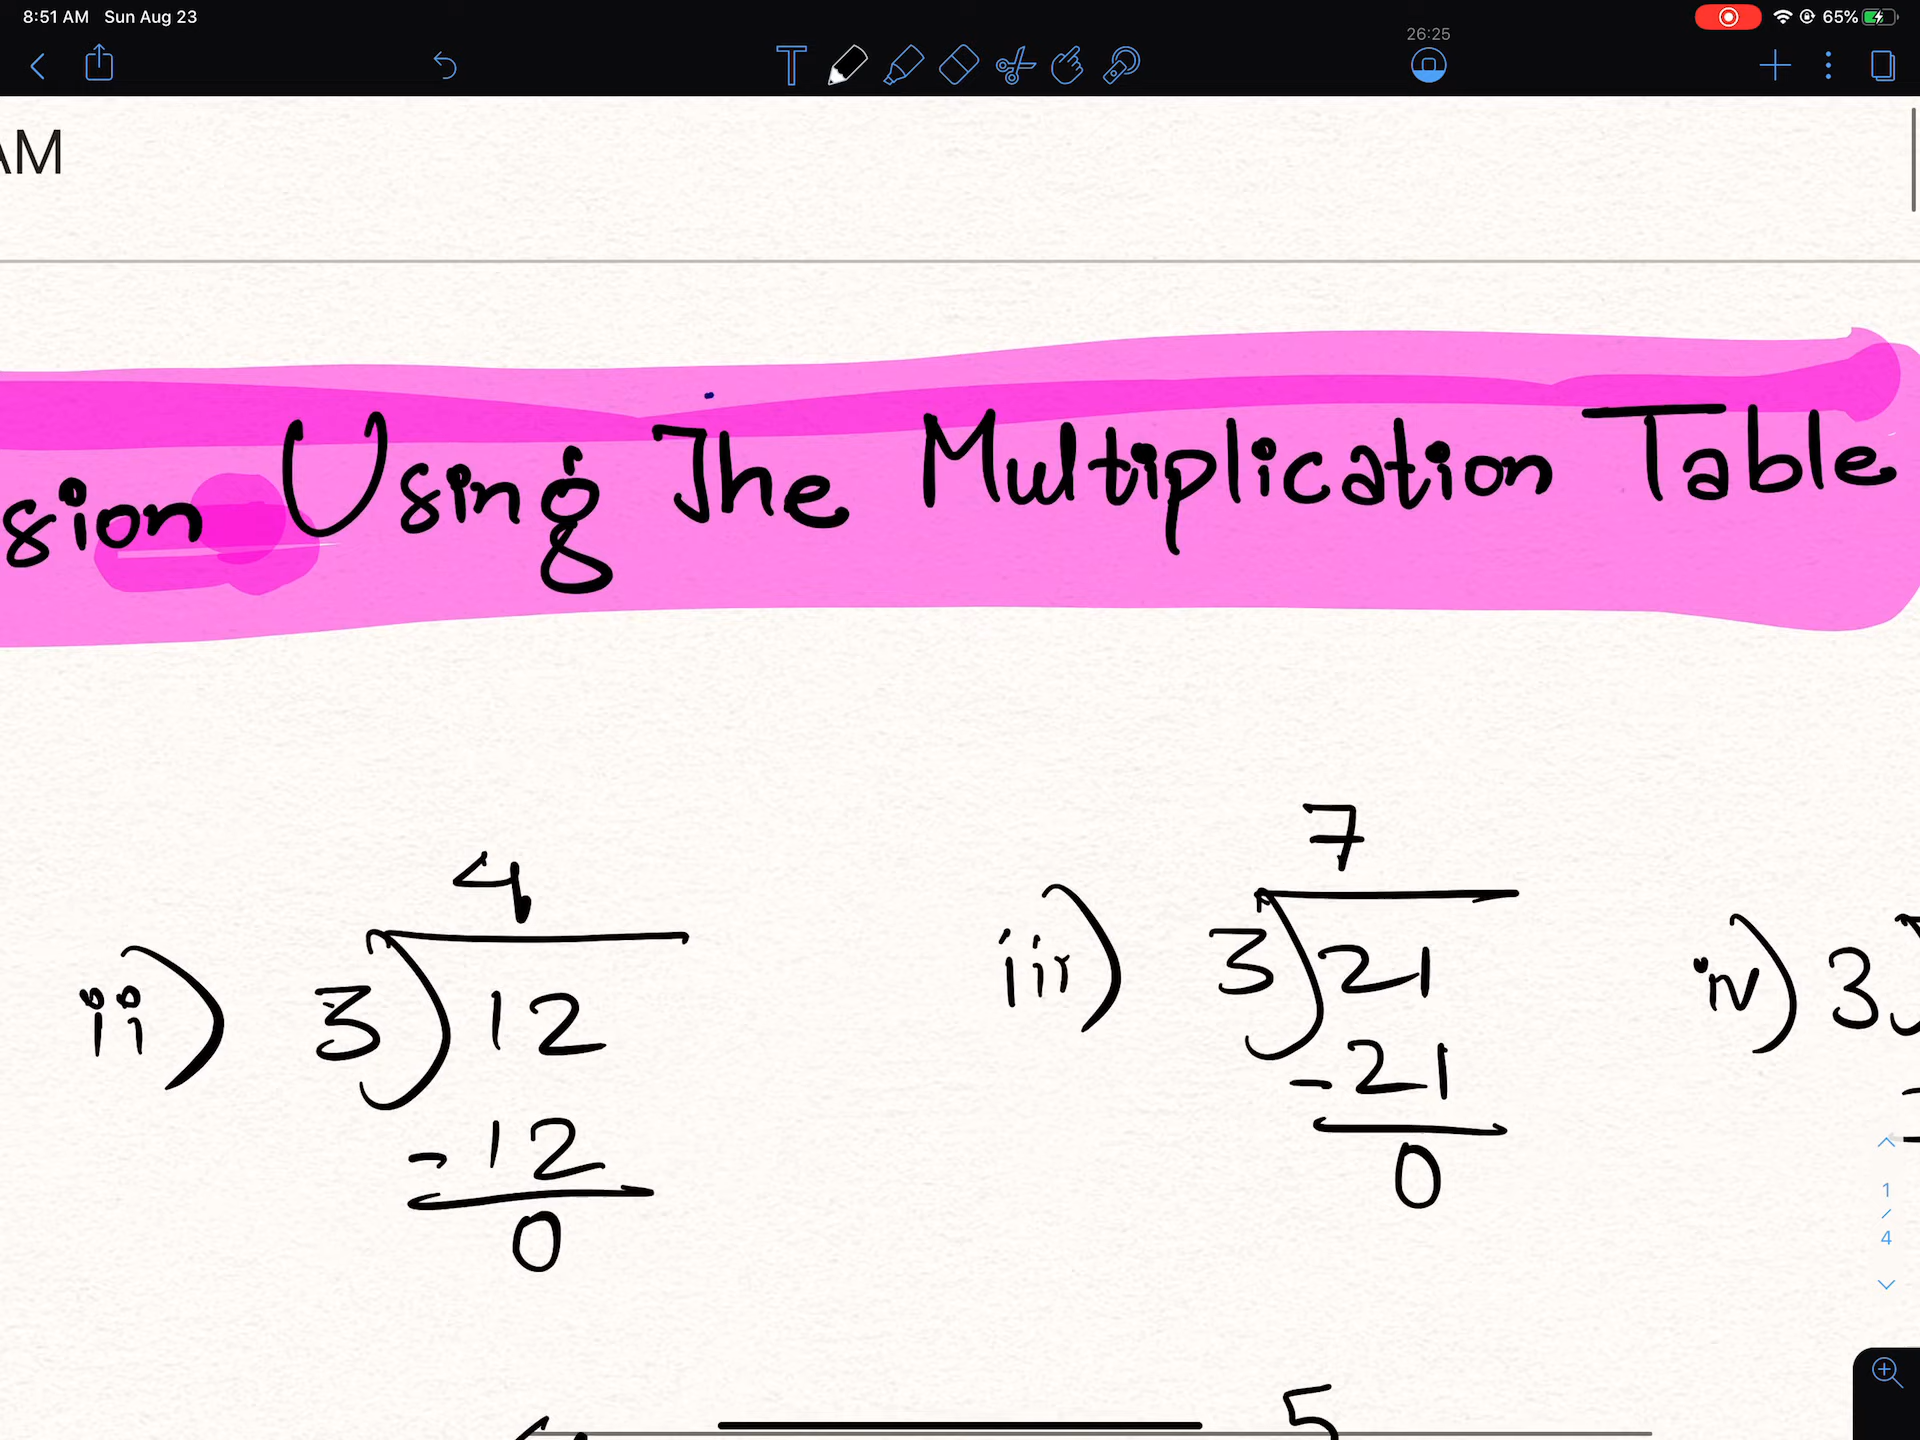 8:51 AM Sun Aug 23
65%
26:25
AM
sion Using The Multiplication Table
4
7
ii) 3)12
iii) 3)21
iv) 3
-12
-21
0
0
1
/
4
5